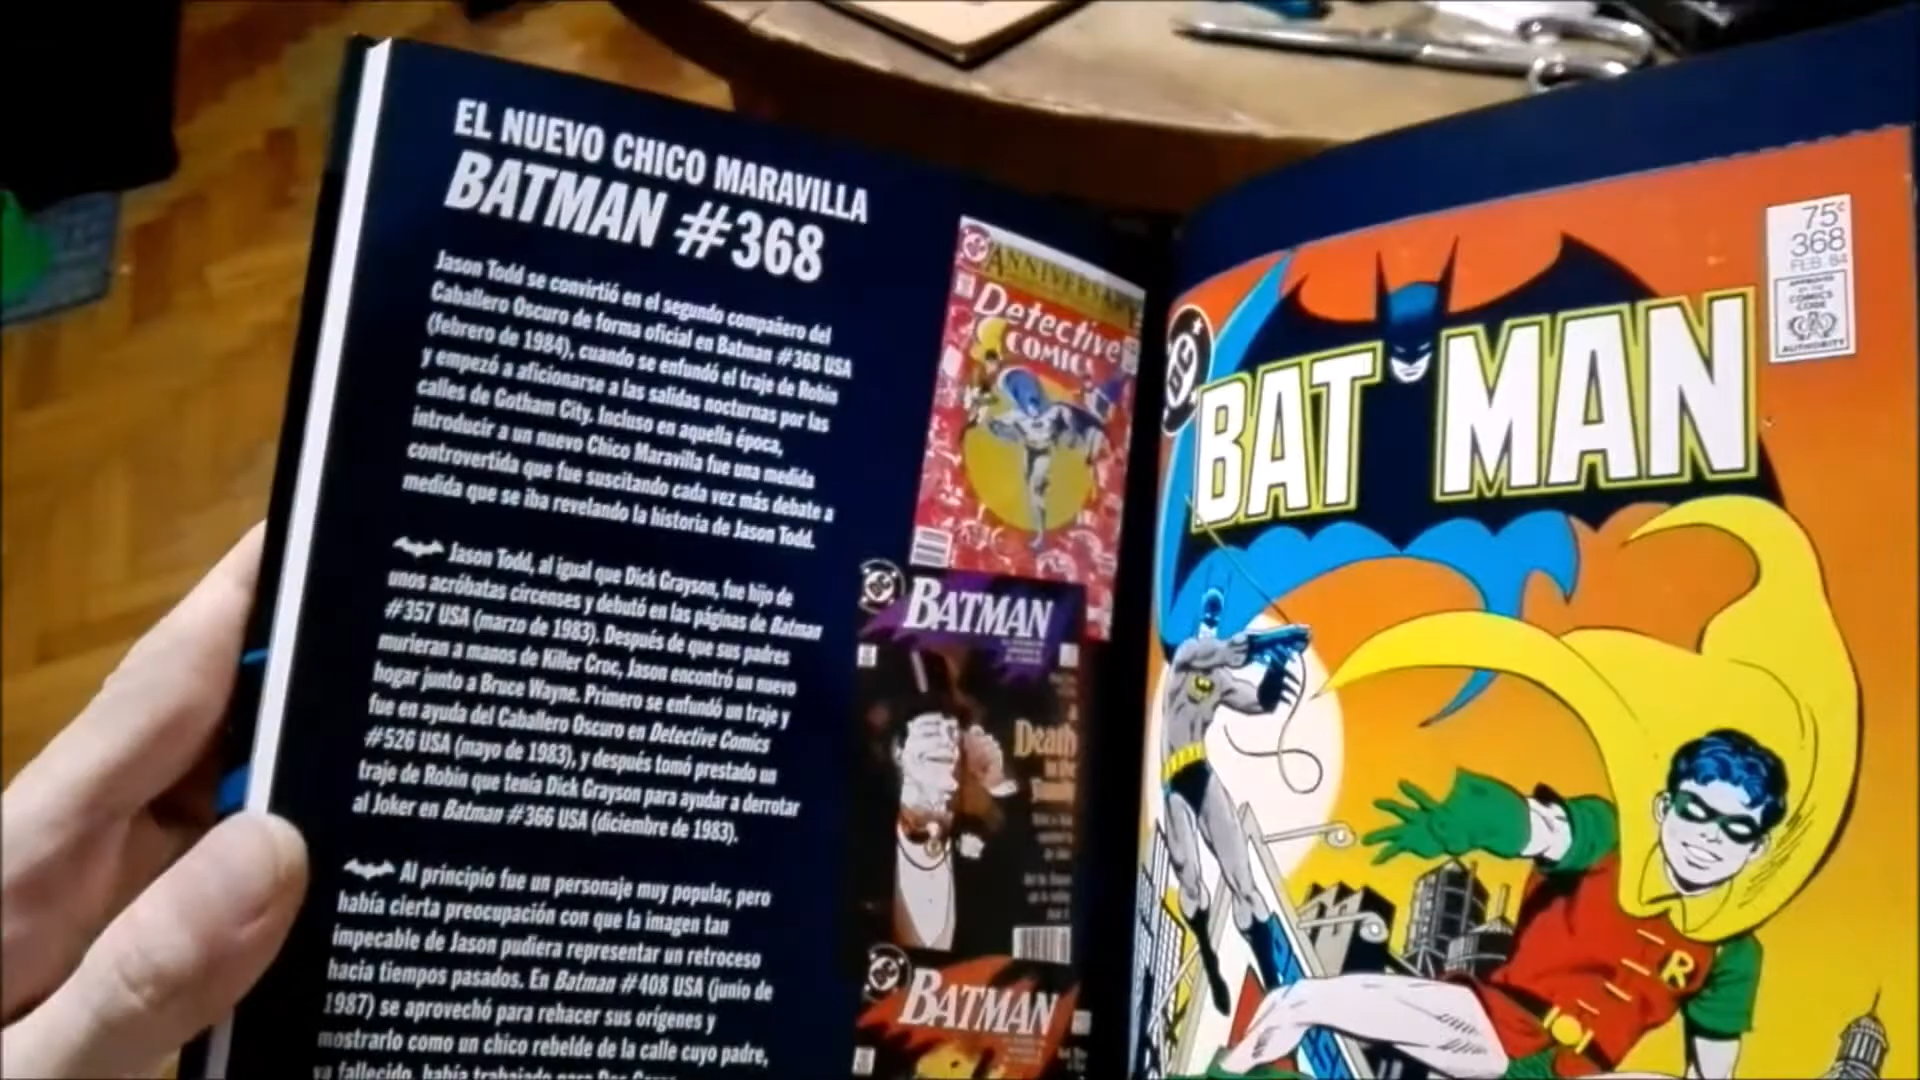 EL NUEVO CHICO MARAVILLA
BATMAN #368
Jason Todd se convirtió en el segundo compañero del
Caballero Oscuro de forma oficial en Batman #368 USA
(febrero de 1984), cuando se enfundó el traje de Robin
y empezó a aficionarse a las salidas nocturnas por las
calles de Gotham City. Incluso en aquella época,
introducir a un nuevo Chico Maravilla fue una medida
controvertida que fue suscitando cada vez más debate a
medida que se iba revelando la historia de Jason Todd.
Jason Todd, al igual que Dick Grayson, fue hijo de
unos acróbatas circenses y debutó en las páginas de Batman
#357 USA (marzo de 1983). Después de que sus padres
murieran a manos de Killer Croc, Jason encontró un nuevo
hogar junto a Bruce Wayne. Primero se enfundó un traje y
fue en ayuda del Caballero Oscuro en Detective Comics
#526 USA (mayo de 1983), y después tomó prestado un
traje de Robin que tenía Dick Grayson para ayudar a derrotar
al Joker en Batman #366 USA (diciembre de 1983).
Al principio fue un personaje muy popular, pero
había cierta preocupación con que la imagen tan
impecable de Jason pudiera representar un retroceso
hacia tiempos pasados. En Batman #408 USA (junio de
1987) se aprovechó para rehacer sus orígenes y
mostrarlo como un chico rebelde de la calle cuyo padre,
ya fallecido, había trabajado para
ANNIVERSARY
Detective
COMICS
BATMAN
Death
BATMAN
DC
BATMAN
75¢
368
FEB. 84
APPROVED
BY THE
COMICS
CODE
CA
AUTHORITY
R